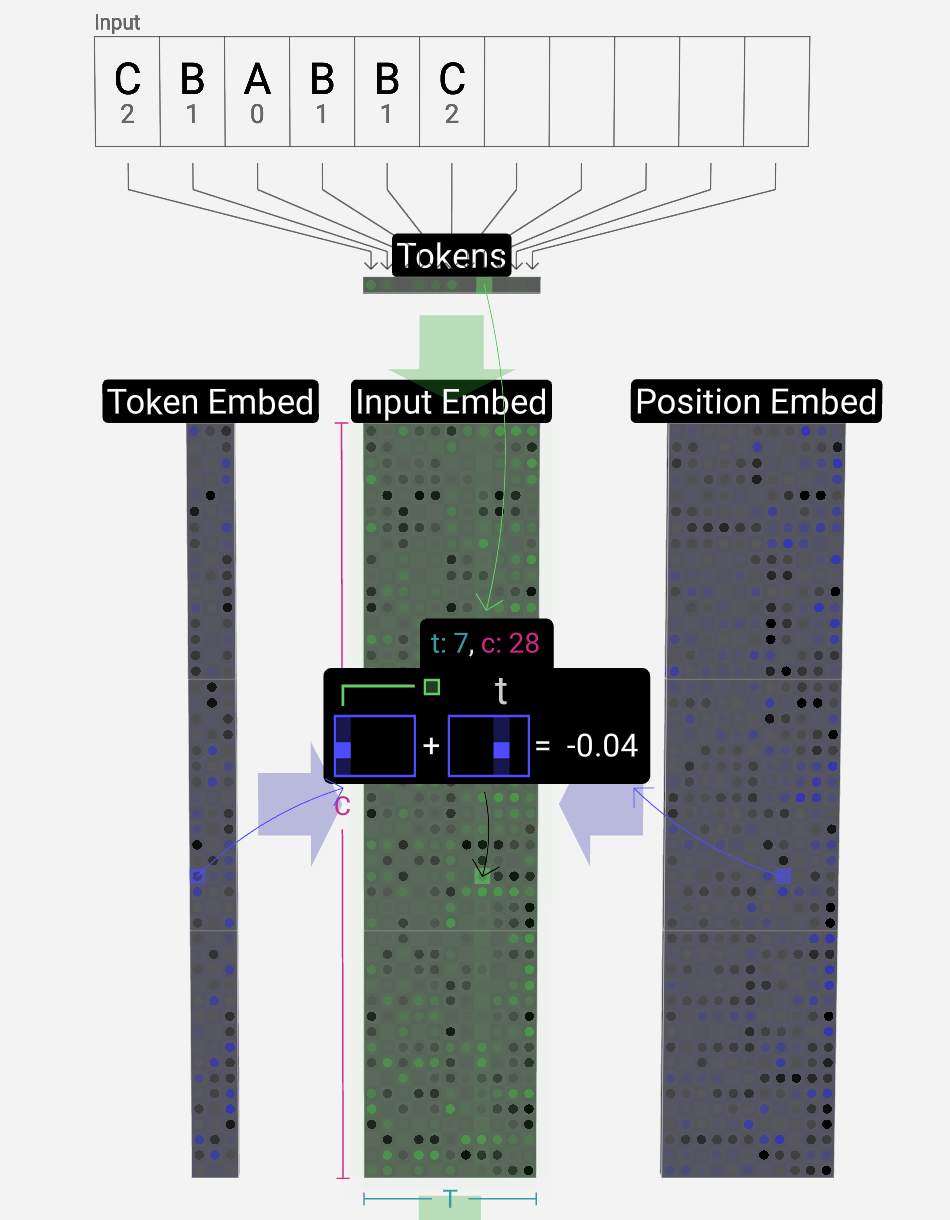 Input
C B A B B C
2 1 0 1 1 2
Tokens
Token Embed Input Embed Position Embed
t: 7, c: 28
t
+ = -0.04
C
T